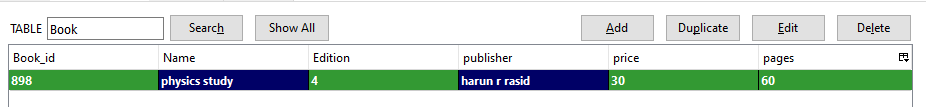 TABLE Book Search Show All Add Duplicate Edit Delete
Book_id Name Edition publisher price pages
898 physics study 4 harun r rasid 30 60